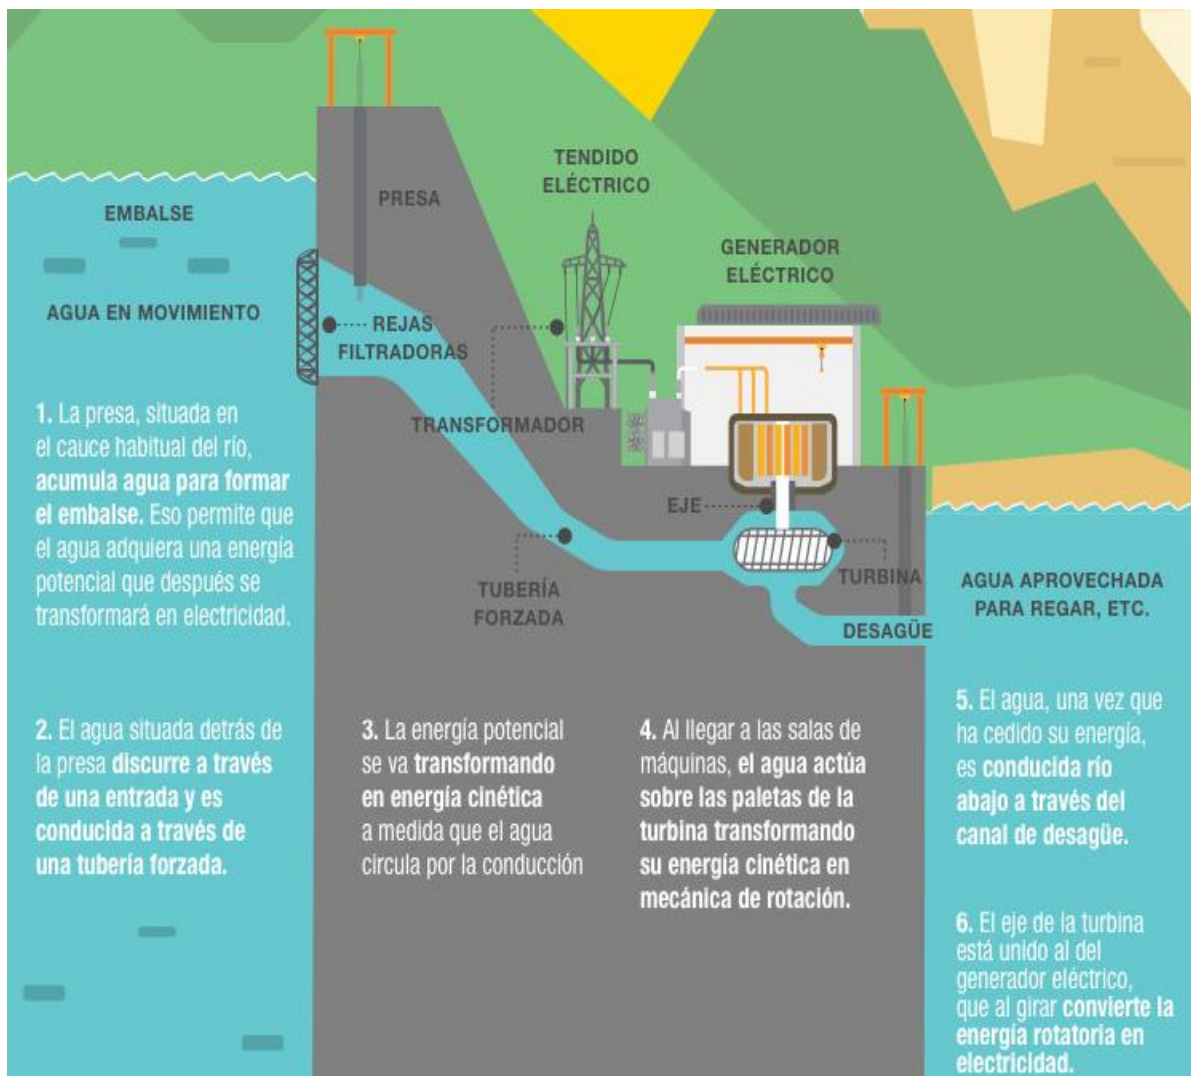 TENDIDO
ELÉCTRICO
PRESA
EMBALSE
GENERADOR
ELÉCTRICO
AGUA EN MOVIMIENTO
REJAS
FILTRADORAS
TRANSFORMADOR
EJE
TURBINA
TUBERÍA
FORZADA
DESAGÜE
AGUA APROVECHADA
PARA REGAR, ETC.
1. La presa, situada en
el cauce habitual del río,
acumula agua para formar
el embalse. Eso permite que
el agua adquiera una energía
potencial que después se
transformará en electricidad.
2. El agua situada detrás de
la presa discurre a través
de una entrada y es
conducida a través de
una tubería forzada.
3. La energía potencial
se va transformando
en energía cinética
a medida que el agua
circula por la conducción
4. Al llegar a las salas de
máquinas, el agua actúa
sobre las paletas de la
turbina transformando
su energía cinética en
mecánica de rotación.
5. El agua, una vez que
ha cedido su energía,
es conducida río
abajo a través del
canal de desagüe.
6. El eje de la turbina
está unido al del
generador eléctrico,
que al girar convierte la
energía rotatoria en
electricidad.